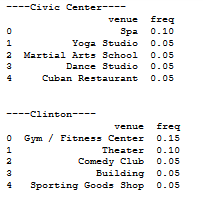 ----Civic Center----
venue freq
0 Spa 0.10
1 Yoga Studio 0.05
2 Martial Arts School 0.05
3 Dance Studio 0.05
4 Cuban Restaurant 0.05
----Clinton----
venue freq
0 Gym / Fitness Center 0.15
1 Theater 0.10
2 Comedy Club 0.05
3 Building 0.05
4 Sporting Goods Shop 0.05